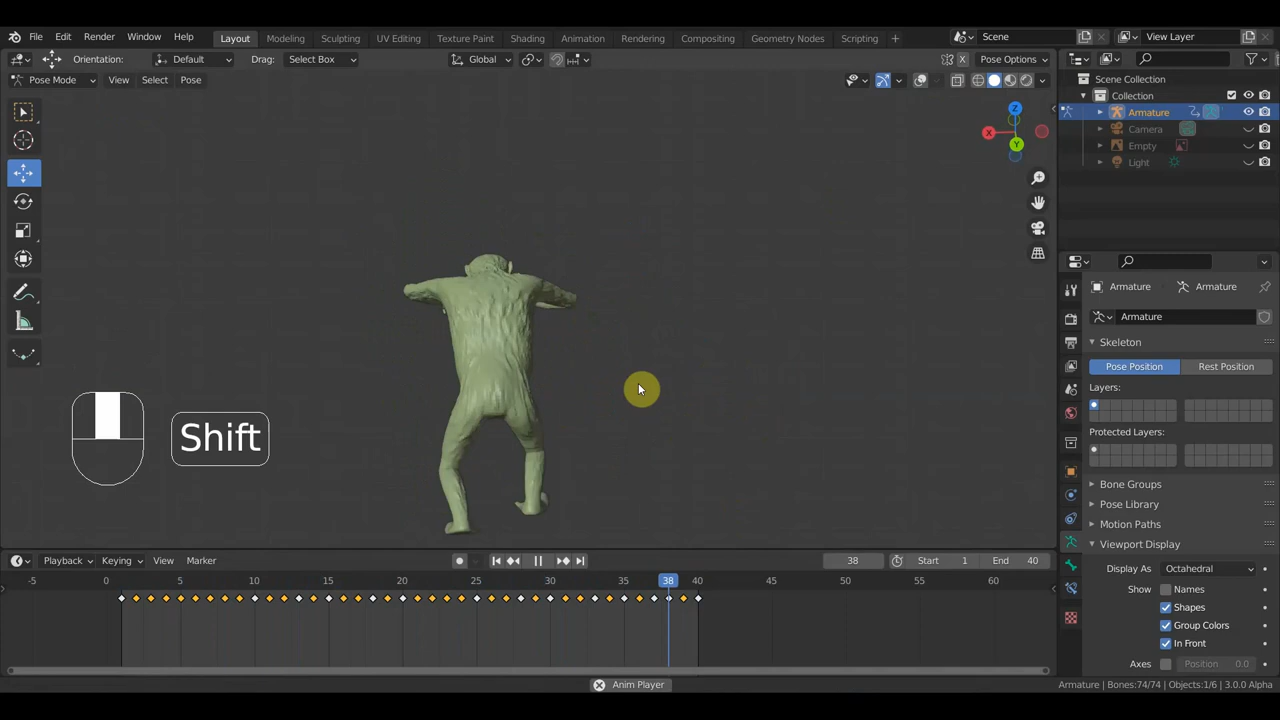 File Edit Render Window Help Layout Modeling Sculpting UV Editing Texture Paint Shading Animation Rendering Compositing Geometry Nodes Scripting + Scene View Layer
Orientation: Default Drag: Select Box Global X Pose Options
Pose Mode View Select Pose
Scene Collection
Collection
Armature
Camera
Empty
Light
X
Y
Z
Armature Armature
Armature
Skeleton
Pose Position Rest Position
Layers:
Protected Layers:
Bone Groups
Pose Library
Motion Paths
Viewport Display
Display As Octahedral
Show Names
Shapes
Group Colors
In Front
Axes Position 0.0
Shift
Playback Keying View Marker 38 Start 1 End 40
-5 0 5 10 15 20 25 30 35 38 40 45 50 55 60
Anim Player
Armature | Bones:74/74 | Objects:1/6 | 3.0.0 Alpha